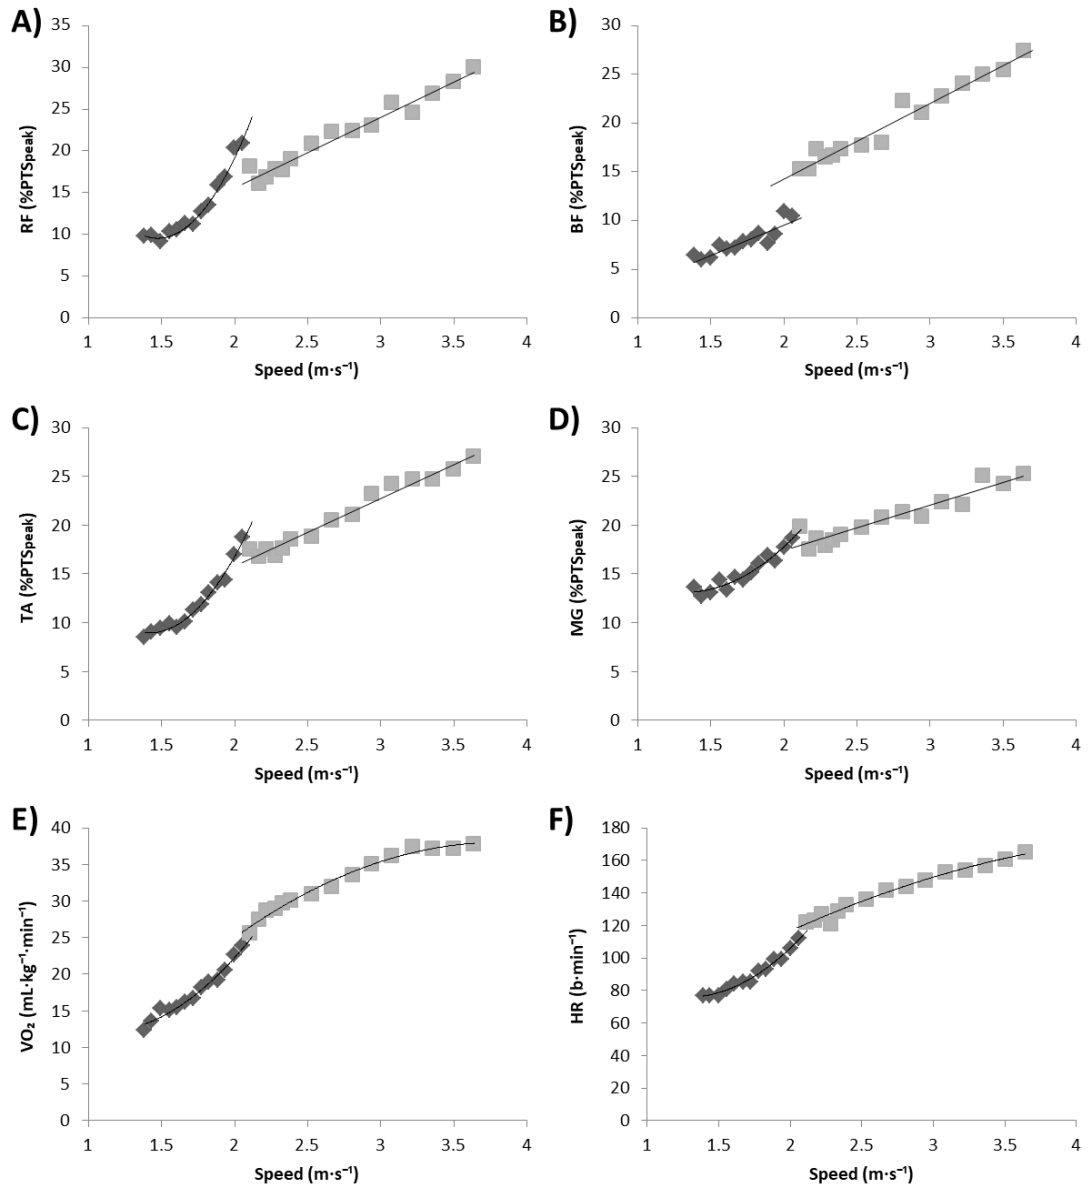 A)
35
30
25
20
15
10
5
0
RF (%PTSpeak)
1 1.5 2 2.5 3 3.5 4
Speed (m·s⁻¹)
B)
30
25
20
15
10
5
0
BF (%PTSpeak)
1 1.5 2 2.5 3 3.5 4
Speed (m·s⁻¹)
C)
30
25
20
15
10
5
0
TA (%PTSpeak)
1 1.5 2 2.5 3 3.5 4
Speed (m·s⁻¹)
D)
30
25
20
15
10
5
0
MG (%PTSpeak)
1 1.5 2 2.5 3 3.5 4
Speed (m·s⁻¹)
E)
40
35
30
25
20
15
10
5
0
VO₂ (mL·kg⁻¹·min⁻¹)
1 1.5 2 2.5 3 3.5 4
Speed (m·s⁻¹)
F)
180
160
140
120
100
80
60
40
20
0
HR (b·min⁻¹)
1 1.5 2 2.5 3 3.5 4
Speed (m·s⁻¹)